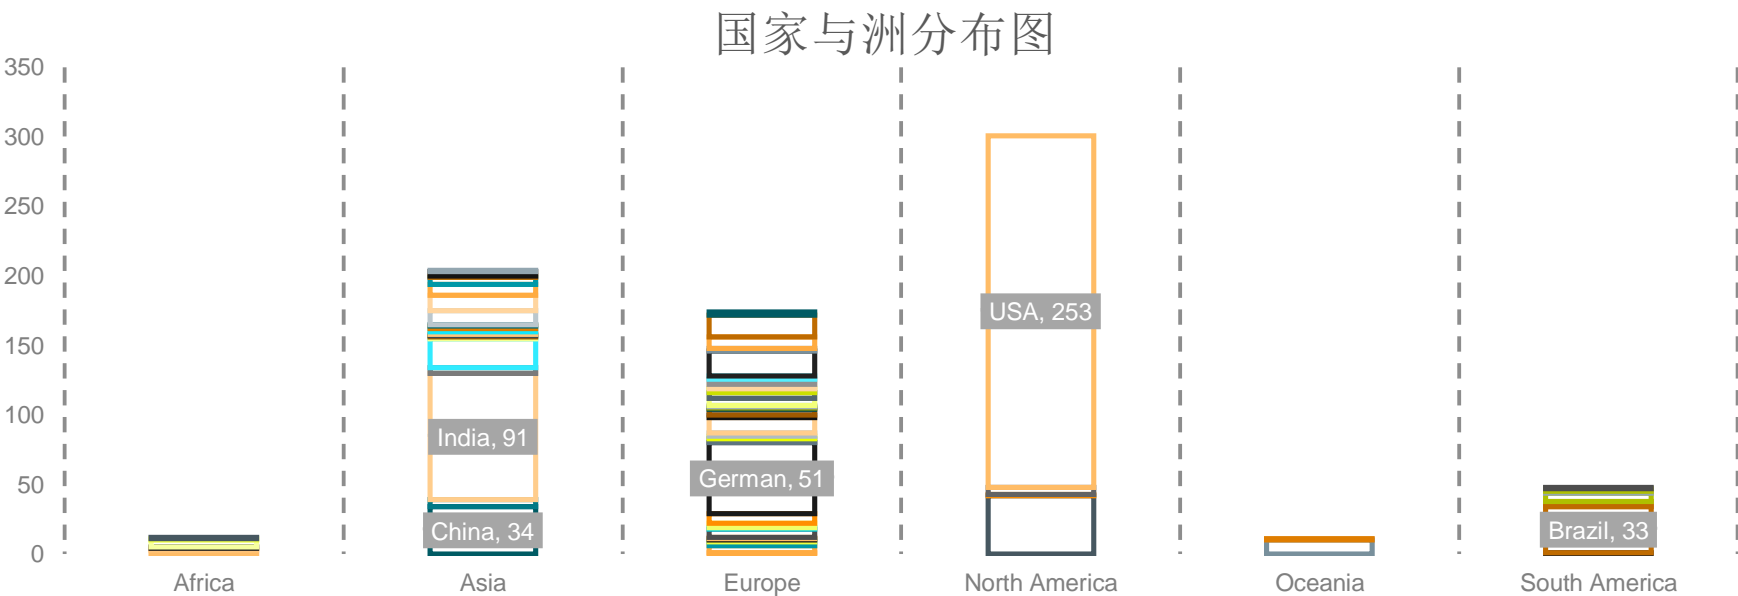 国家与洲分布图
350
300
250
200
150
100
50
0
USA, 253
India, 91
German, 51
China, 34
Brazil, 33
Africa
Asia
Europe
North America
Oceania
South America